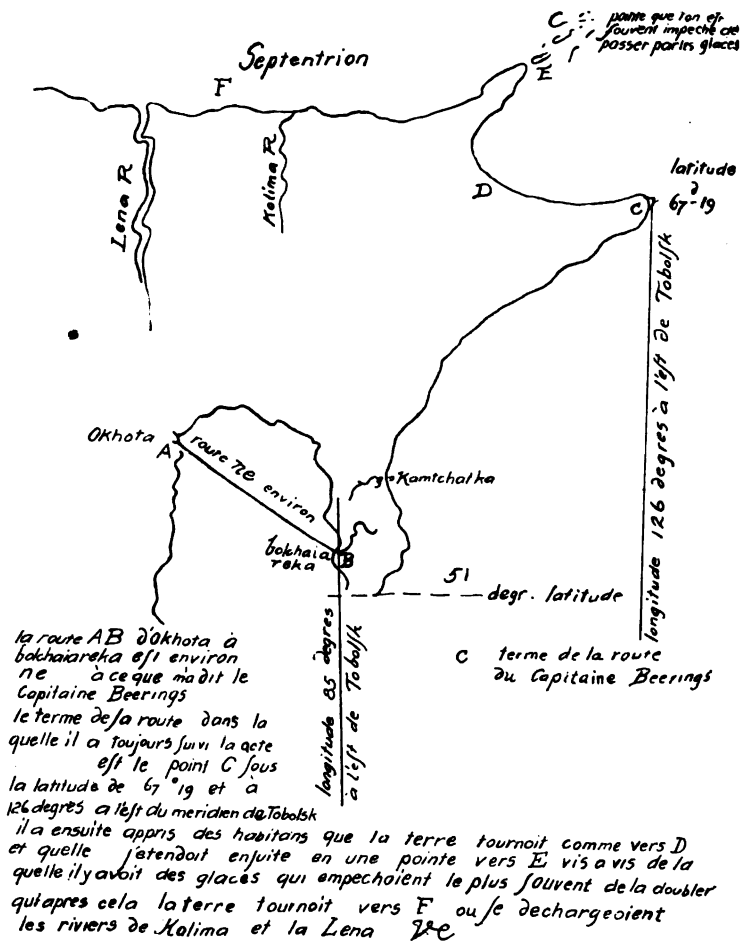 C
pointe que l'on est
souvent impeché de
passer par les glaces
Septentrion
F
E
Lena R
Kolima R
D
C
latitude
d
67-19
longitude 126 degres à l'est de Tobolsk
Okhota
A
route ne environ
Kamtchatka
bolchaia
reka
B
51
degr. latitude
longitude 85 degres
à l'est de Tobolsk
C terme de la route
du Capitaine Beerings
la route AB d'Okhota à
bolchaiareka est environ
ne à ce que m'a dit le
Capitaine Beerings
le terme de sa route dans la
quelle il a toujours suivi la cote
est le point C sous
la latitude de 67°19 et à
126 degres a l'est du meridien de Tobolsk
il a ensuite appris des habitans que la terre tournoit comme vers D
et quelle s'etendoit ensuite en une pointe vers E vis a vis de la
quelle il y avoit des glaces qui empechoient le plus souvent de la doubler
qui apres cela la terre tournoit vers F ou se dechargeoient
les riviers de Kolima et la Lena